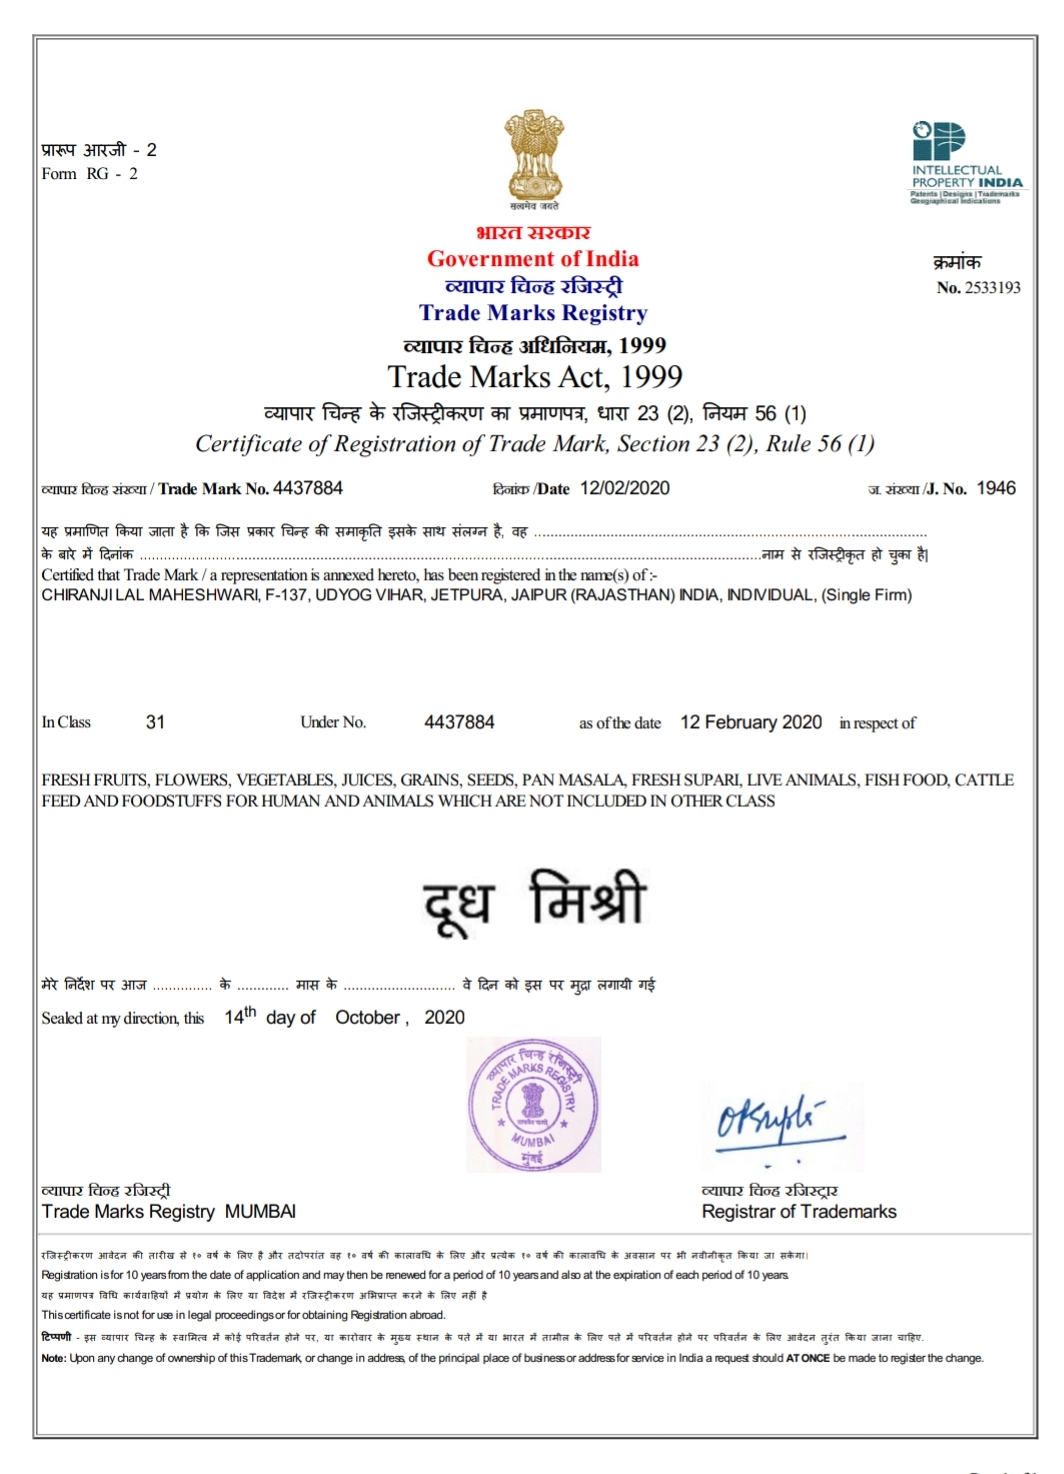 प्रारूप आरजी - 2
Form RG - 2
सत्यमेव जयते
INTELLECTUAL
PROPERTY INDIA
Patents | Designs | Trademarks
Geographical Indications
भारत सरकार
Government of India
व्यापार चिन्ह रजिस्ट्री
Trade Marks Registry
क्रमांक
No. 2533193
व्यापार चिन्ह अधिनियम, 1999
Trade Marks Act, 1999
व्यापार चिन्ह के रजिस्ट्रीकरण का प्रमाणपत्र, धारा 23 (2), नियम 56 (1)
Certificate of Registration of Trade Mark, Section 23 (2), Rule 56 (1)
व्यापार चिन्ह संख्या / Trade Mark No. 4437884 दिनांक /Date 12/02/2020 ज. संख्या /J. No. 1946
यह प्रमाणित किया जाता है कि जिस प्रकार चिन्ह की समाकृति इसके साथ संलग्न है, वह ..........
के बारे में दिनांक .......... नाम से रजिस्ट्रीकृत हो चुका है|
Certified that Trade Mark / a representation is annexed hereto, has been registered in the name(s) of :-
CHIRANJI LAL MAHESHWARI, F-137, UDYOG VIHAR, JETPURA, JAIPUR (RAJASTHAN) INDIA, INDIVIDUAL, (Single Firm)
In Class 31 Under No. 4437884 as of the date 12 February 2020 in respect of
FRESH FRUITS, FLOWERS, VEGETABLES, JUICES, GRAINS, SEEDS, PAN MASALA, FRESH SUPARI, LIVE ANIMALS, FISH FOOD, CATTLE
FEED AND FOODSTUFFS FOR HUMAN AND ANIMALS WHICH ARE NOT INCLUDED IN OTHER CLASS
दूध मिश्री
मेरे निर्देश पर आज ............... के ............. मास के ............................ वे दिन को इस पर मुद्रा लगायी गई
Sealed at my direction, this 14th day of October , 2020
व्यापार चिन्ह रजिस्ट्री
TRADE MARKS REGISTRY
MUMBAI
मुंबई
व्यापार चिन्ह रजिस्ट्री
Trade Marks Registry MUMBAI
व्यापार चिन्ह रजिस्ट्रार
Registrar of Trademarks
रजिस्ट्रीकरण आवेदन की तारीख से १० वर्ष के लिए है और तदोपरांत वह १० वर्ष की कालावधि के लिए और प्रत्येक १० वर्ष की कालावधि के अवसान पर भी नवीनीकृत किया जा सकेगा।
Registration is for 10 years from the date of application and may then be renewed for a period of 10 years and also at the expiration of each period of 10 years.
यह प्रमाणपत्र विधि कार्यवाहियों में प्रयोग के लिए या विदेश में रजिस्ट्रीकरण अभिप्राप्त करने के लिए नहीं है
This certificate is not for use in legal proceedings or for obtaining Registration abroad.
टिप्पणी - इस व्यापार चिन्ह के स्वामित्व में कोई परिवर्तन होने पर, या कारोवार के मुख्य स्थान के पते में या भारत में तामील के लिए पते में परिवर्तन होने पर परिवर्तन के लिए आवेदन तुरंत किया जाना चाहिए.
Note: Upon any change of ownership of this Trademark, or change in address, of the principal place of business or address for service in India a request should AT ONCE be made to register the change.